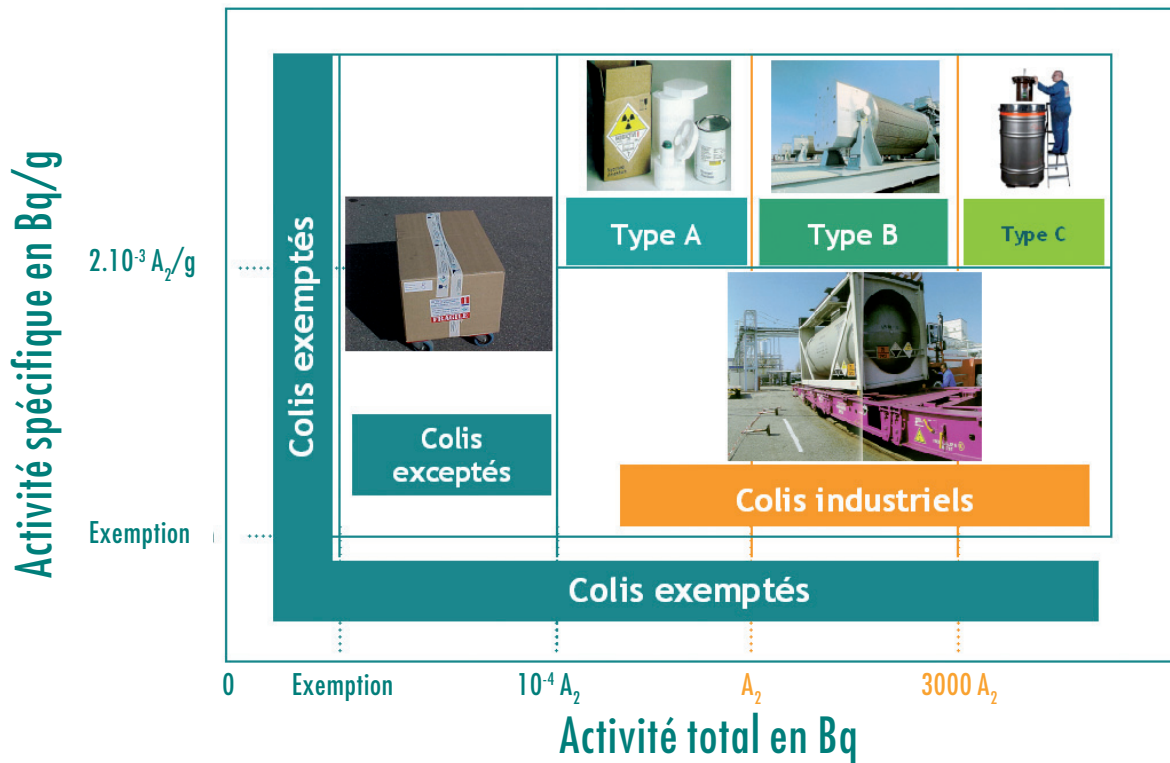 Activité spécifique en Bq/g
2.10⁻³ A₂/g
Exemption
Colis exemptés
Colis
exceptés
FRAGILE
Type A
Type B
Type C
Colis industriels
Colis exemptés
0
Exemption
10⁻⁴ A₂
A₂
3000 A₂
Activité total en Bq